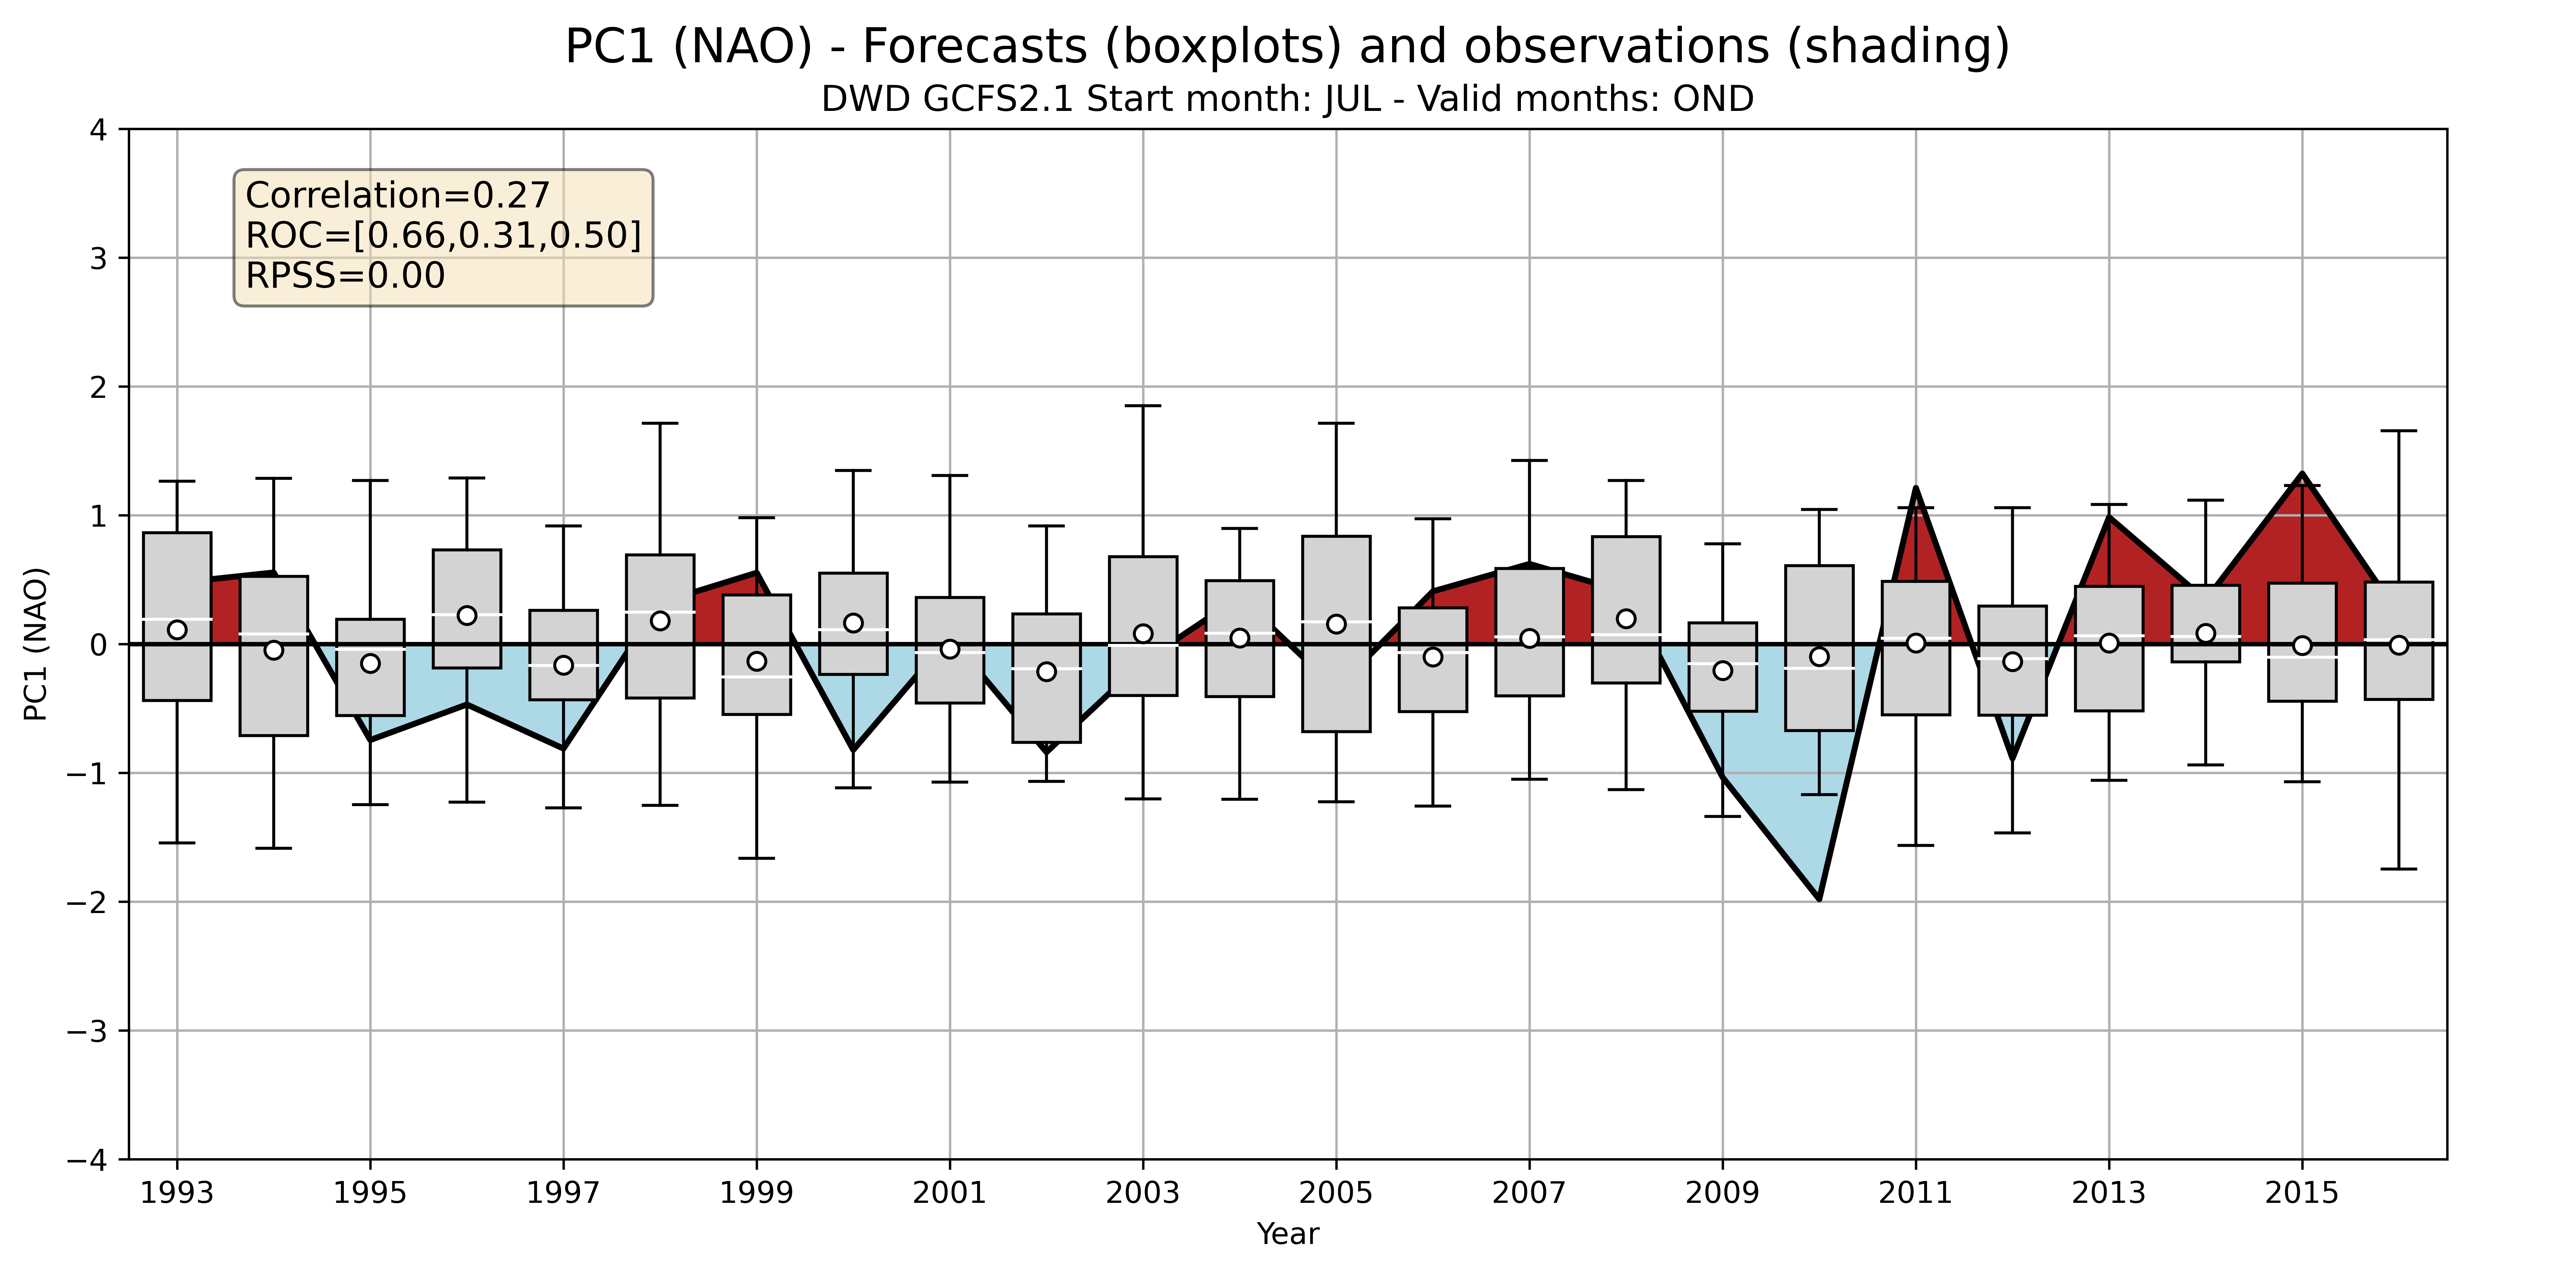 PC1 (NAO) - Forecasts (boxplots) and observations (shading)
DWD GCFS2.1 Start month: JUL - Valid months: OND
Correlation=0.27
ROC=[0.66,0.31,0.50]
RPSS=0.00
4
3
2
1
0
−1
−2
−3
−4
PC1 (NAO)
1993 1995 1997 1999 2001 2003 2005 2007 2009 2011 2013 2015
Year